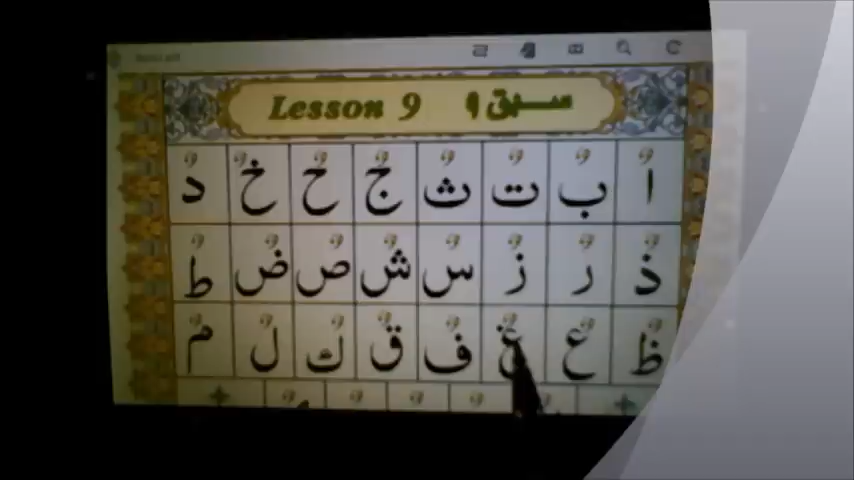 Lesson 9 سبق ۹
اٌ بٌ تٌ ثٌ جٌ حٌ خٌ دٌ
ذٌ رٌ زٌ سٌ شٌ صٌ ضٌ طٌ
ظٌ عٌ غٌ فٌ قٌ كٌ لٌ مٌ